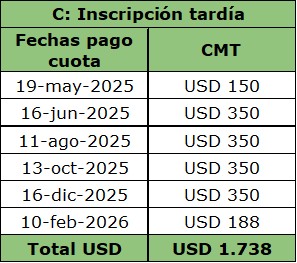 C: Inscripción tardía
Fechas pago cuota CMT
19-may-2025 USD 150
16-jun-2025 USD 350
11-ago-2025 USD 350
13-oct-2025 USD 350
16-dic-2025 USD 350
10-feb-2026 USD 188
Total USD USD 1.738